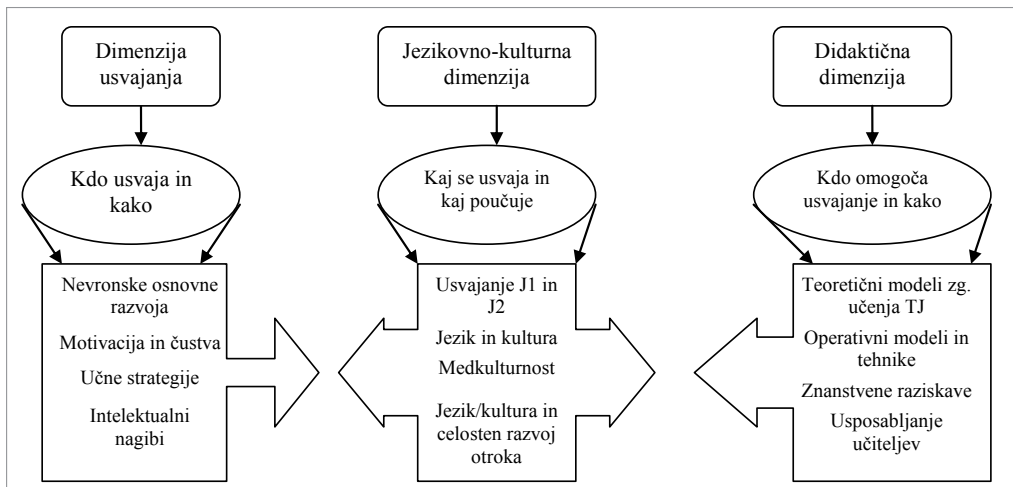 Dimenzija
usvajanja
Jezikovno-kulturna
dimenzija
Didaktična
dimenzija
Kdo usvaja in
kako
Kaj se usvaja in
kaj poučuje
Kdo omogoča
usvajanje in kako
Nevronske osnovne
razvoja
Motivacija in čustva
Učne strategije
Intelektualni
nagibi
Usvajanje J1 in
J2
Jezik in kultura
Medkulturnost
Jezik/kultura in
celosten razvoj
otroka
Teoretični modeli zg.
učenja TJ
Operativni modeli in
tehnike
Znanstvene raziskave
Usposabljanje
učiteljev